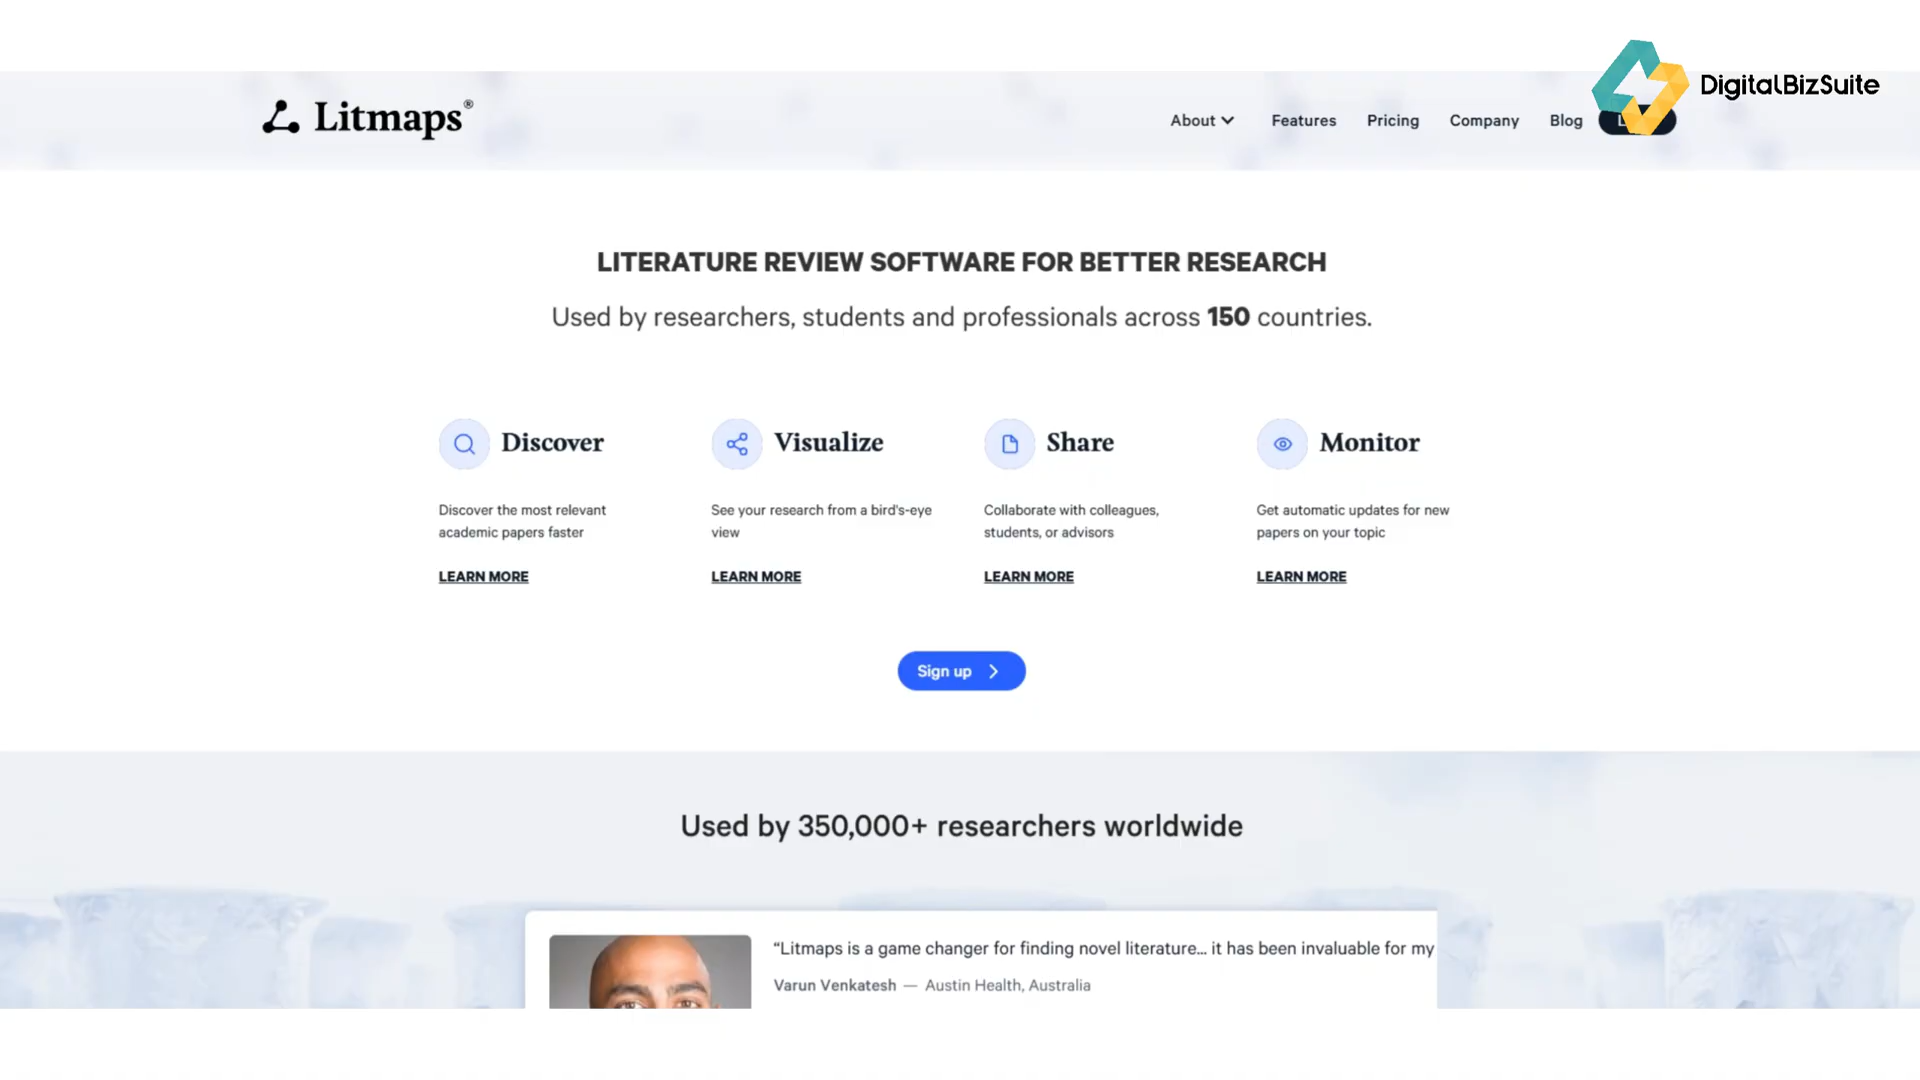 DigitalBizSuite
Litmaps®
About
Features
Pricing
Company
Blog
LITERATURE REVIEW SOFTWARE FOR BETTER RESEARCH
Used by researchers, students and professionals across 150 countries.
Discover
Discover the most relevant
academic papers faster
LEARN MORE
Visualize
See your research from a bird's-eye
view
LEARN MORE
Share
Collaborate with colleagues,
students, or advisors
LEARN MORE
Monitor
Get automatic updates for new
papers on your topic
LEARN MORE
Sign up
Used by 350,000+ researchers worldwide
“Litmaps is a game changer for finding novel literature... it has been invaluable for my
Varun Venkatesh — Austin Health, Australia